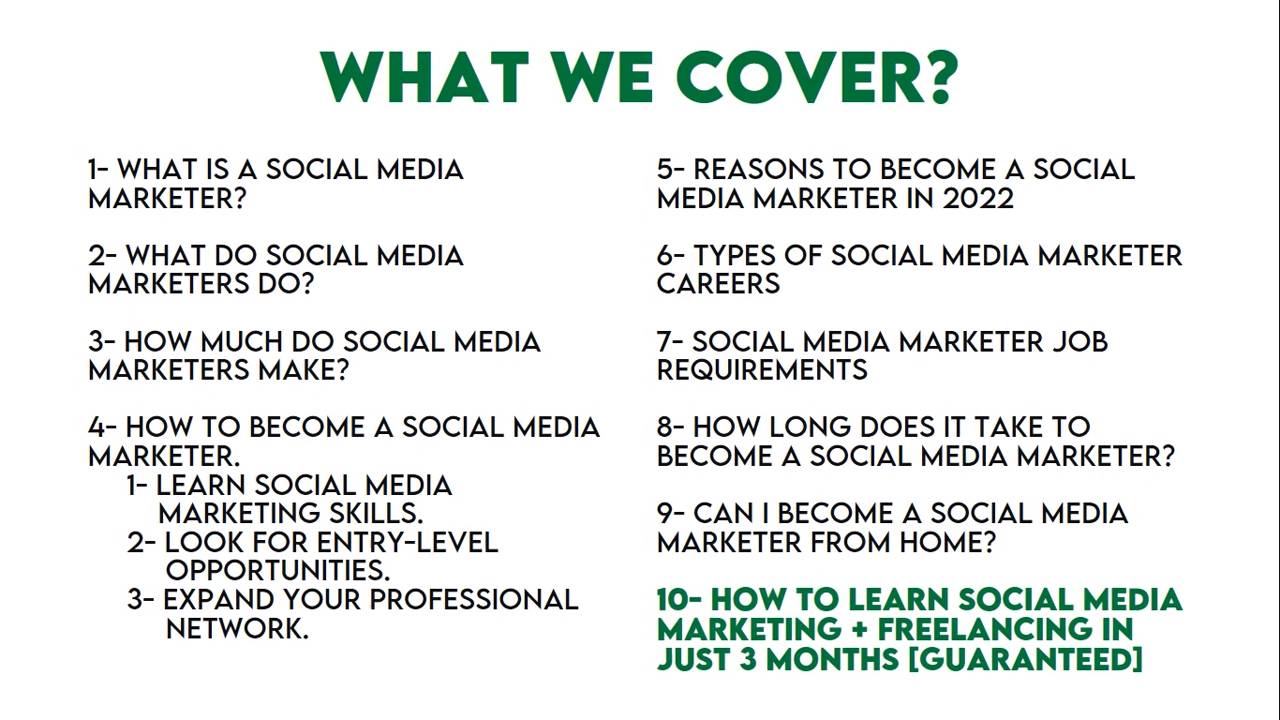 WHAT WE COVER?
1- WHAT IS A SOCIAL MEDIA
MARKETER?
2- WHAT DO SOCIAL MEDIA
MARKETERS DO?
3- HOW MUCH DO SOCIAL MEDIA
MARKETERS MAKE?
4- HOW TO BECOME A SOCIAL MEDIA
MARKETER.
1- LEARN SOCIAL MEDIA
MARKETING SKILLS.
2- LOOK FOR ENTRY-LEVEL
OPPORTUNITIES.
3- EXPAND YOUR PROFESSIONAL
NETWORK.
5- REASONS TO BECOME A SOCIAL
MEDIA MARKETER IN 2022
6- TYPES OF SOCIAL MEDIA MARKETER
CAREERS
7- SOCIAL MEDIA MARKETER JOB
REQUIREMENTS
8- HOW LONG DOES IT TAKE TO
BECOME A SOCIAL MEDIA MARKETER?
9- CAN I BECOME A SOCIAL MEDIA
MARKETER FROM HOME?
10- HOW TO LEARN SOCIAL MEDIA
MARKETING + FREELANCING IN
JUST 3 MONTHS [GUARANTEED]